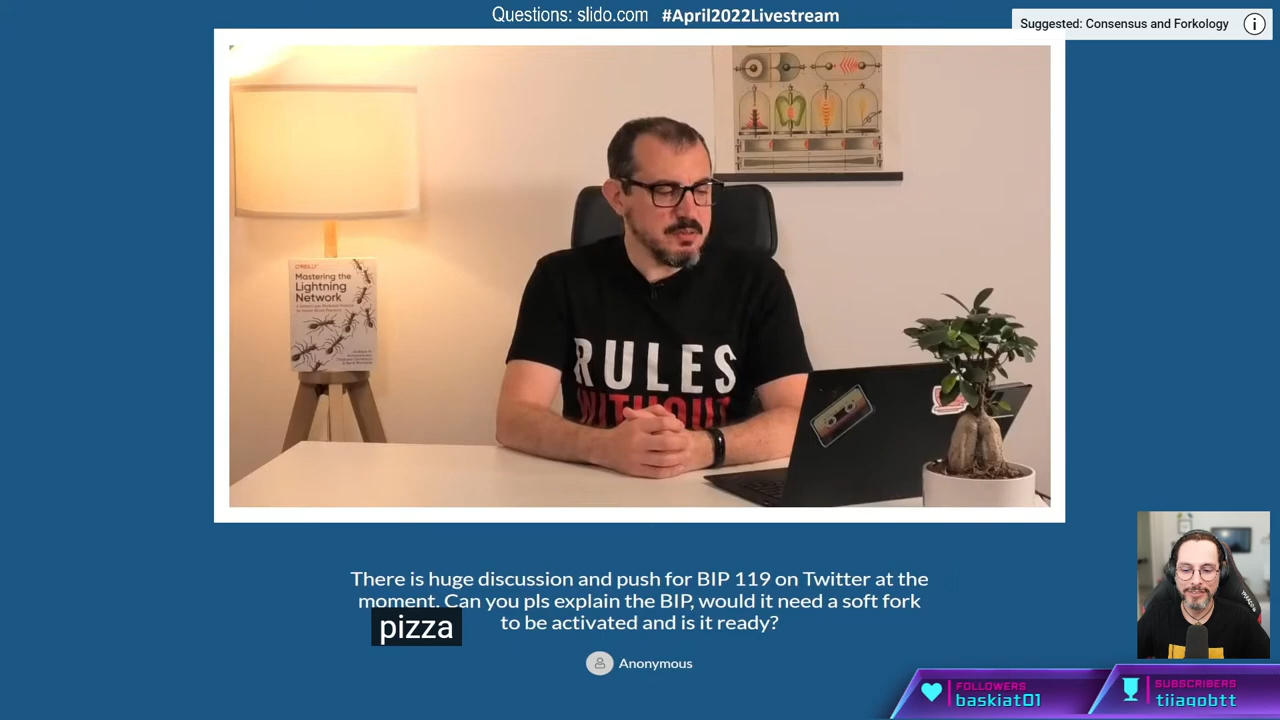 Questions: slido.com #April2022Livestream
Suggested: Consensus and Forkology
O'REILLY
Mastering the
Lightning
Network
RULES
WITHOUT
There is huge discussion and push for BIP 119 on Twitter at the
moment. Can you pls explain the BIP, would it need a soft fork
to be activated and is it ready?
pizza
Anonymous
FOLLOWERS
baskiat01
SUBSCRIBERS
tiiagobtt